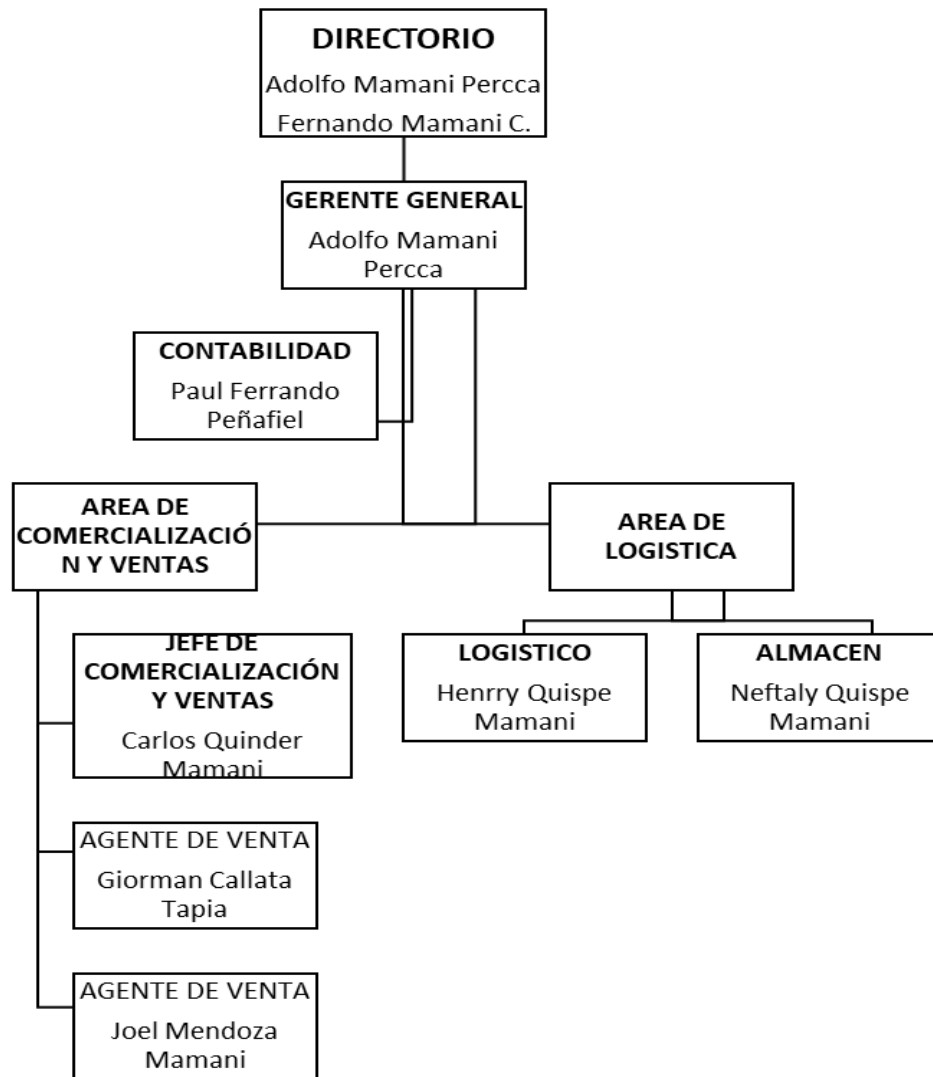 DIRECTORIO
Adolfo Mamani Percca
Fernando Mamani C.
GERENTE GENERAL
Adolfo Mamani
Percca
CONTABILIDAD
Paul Ferrando
Peñafiel
AREA DE
COMERCIALIZACIÓ
N Y VENTAS
AREA DE
LOGISTICA
JEFE DE
COMERCIALIZACIÓN
Y VENTAS
Carlos Quinder
Mamani
LOGISTICO
Henrry Quispe
Mamani
ALMACEN
Neftaly Quispe
Mamani
AGENTE DE VENTA
Giorman Callata
Tapia
AGENTE DE VENTA
Joel Mendoza
Mamani